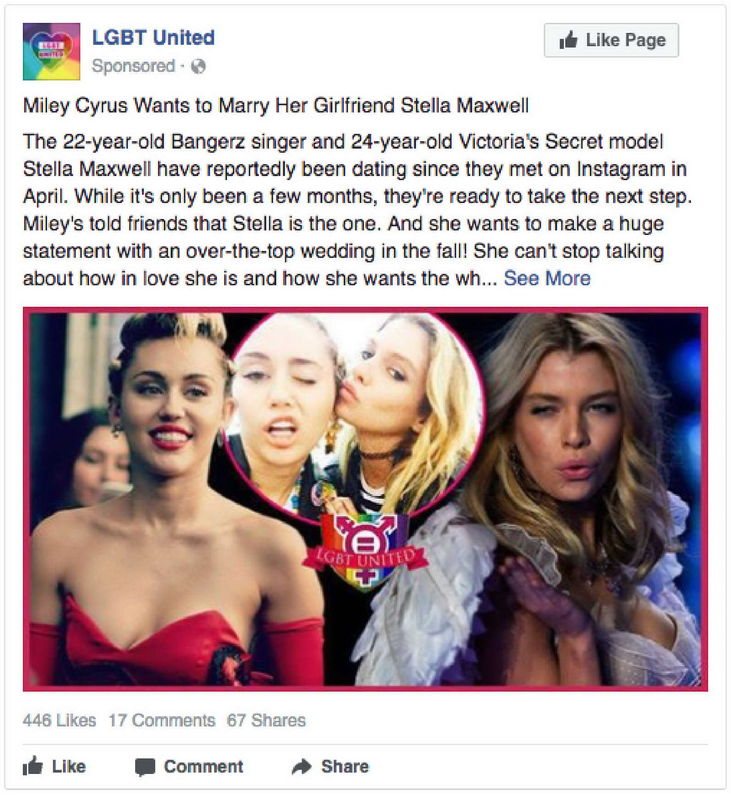 LGBT
UNITED
LGBT United
Sponsored ·
Like Page
Miley Cyrus Wants to Marry Her Girlfriend Stella Maxwell
The 22-year-old Bangerz singer and 24-year-old Victoria's Secret model
Stella Maxwell have reportedly been dating since they met on Instagram in
April. While it's only been a few months, they're ready to take the next step.
Miley's told friends that Stella is the one. And she wants to make a huge
statement with an over-the-top wedding in the fall! She can't stop talking
about how in love she is and how she wants the wh... See More
LGBT UNITED
446 Likes 17 Comments 67 Shares
Like Comment Share